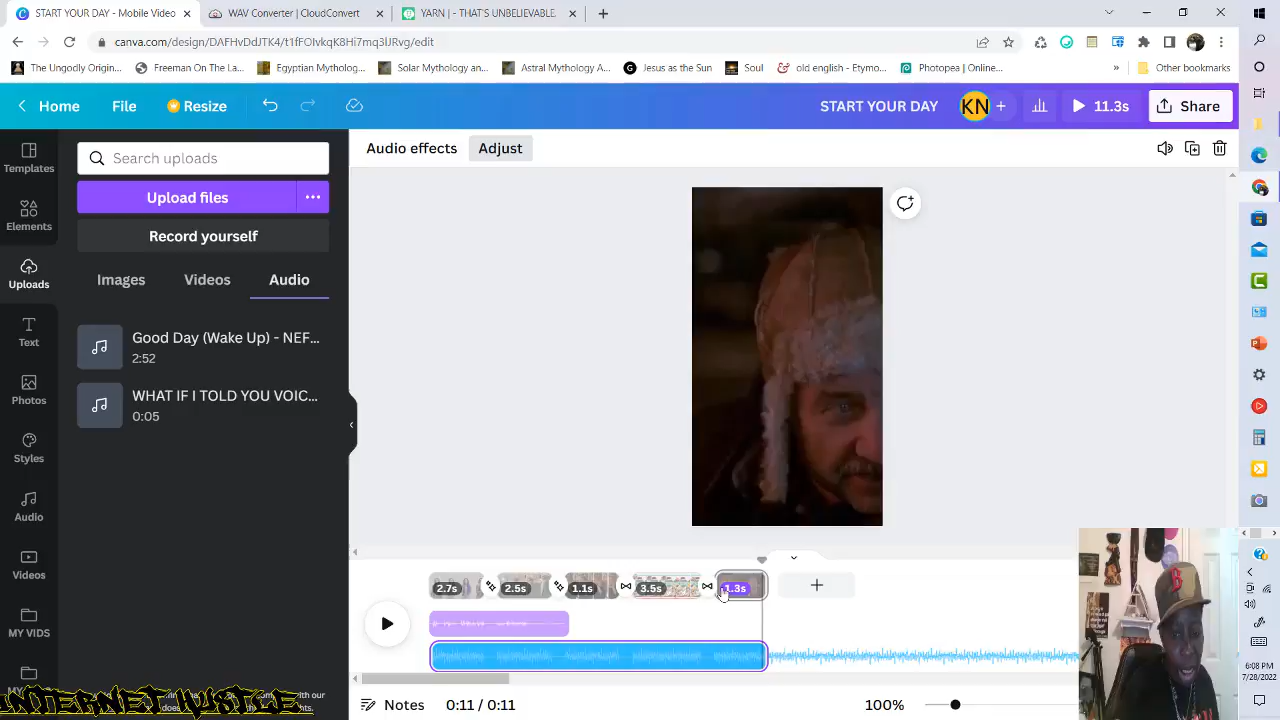 START YOUR DAY - Mobile Video
WAV Converter | CloudConvert
YARN | - THAT'S UNBELIEVABLE.
canva.com/design/DAFHvDdJTK4/t1fFOIvkqK8Hi7mq3URvg/edit
The Ungodly Origin...
Freeman On The La...
Egyptian Mytholog...
Solar Mythology an...
Astral Mythology A...
Jesus as the Sun
Soul
old english - Etymo...
Photopea | Online...
Other bookmarks
Home
File
Resize
START YOUR DAY
KN
11.3s
Share
Templates
Elements
Uploads
Text
Photos
Styles
Audio
Videos
MY VIDS
Search uploads
Upload files
Record yourself
Images
Videos
Audio
Good Day (Wake Up) - NEF...
2:52
WHAT IF I TOLD YOU VOIC...
0:05
Audio effects
Adjust
2.7s
2.5s
1.1s
3.5s
1.3s
Notes
0:11 / 0:11
100%
INTERNET HUSTLE
6:08 PM
7/28/2022